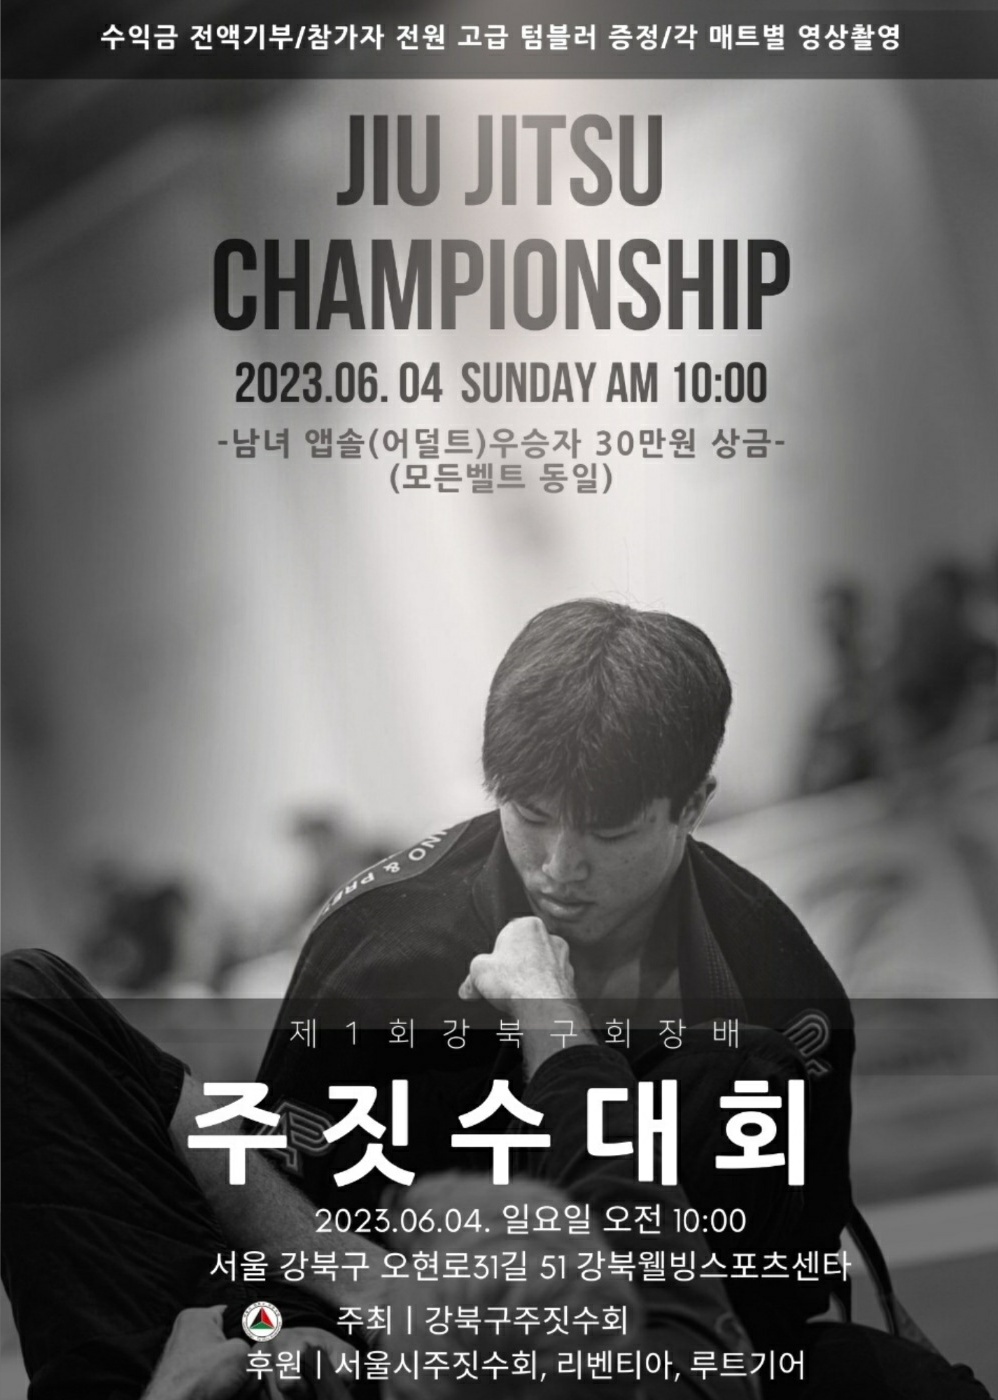 수익금 전액기부/참가자 전원 고급 텀블러 증정/각 매트별 영상촬영
JIU JITSU
CHAMPIONSHIP
2023.06. 04 SUNDAY AM 10:00
-남녀 앱솔(어덜트)우승자 30만원 상금-
(모든벨트 동일)
제 1 회 강 북 구 회 장 배
주짓수대회
2023.06.04. 일요일 오전 10:00
서울 강북구 오현로31길 51 강북웰빙스포츠센타
주최 | 강북구주짓수회
후원 | 서울시주짓수회, 리벤티아, 루트기어